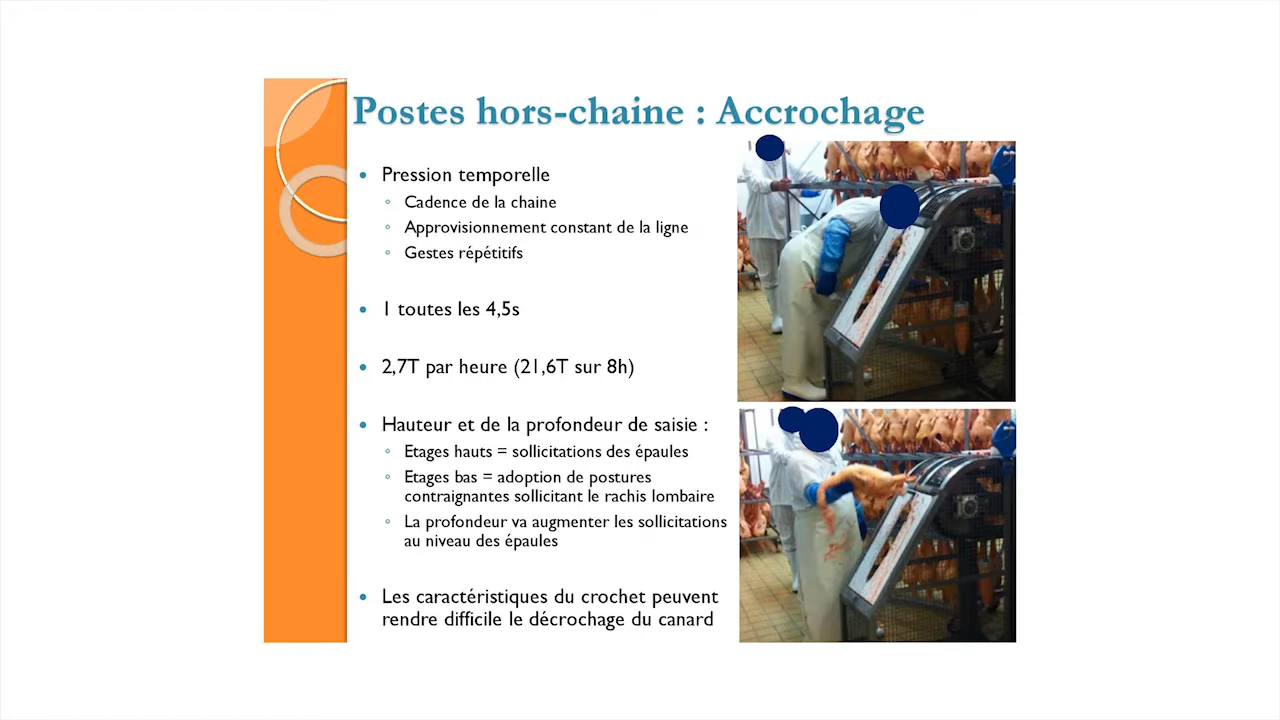 Postes hors-chaine : Accrochage
• Pression temporelle
◦ Cadence de la chaine
◦ Approvisionnement constant de la ligne
◦ Gestes répétitifs
• 1 toutes les 4,5s
• 2,7T par heure (21,6T sur 8h)
• Hauteur et de la profondeur de saisie :
◦ Etages hauts = sollicitations des épaules
◦ Etages bas = adoption de postures
contraignantes sollicitant le rachis lombaire
◦ La profondeur va augmenter les sollicitations
au niveau des épaules
• Les caractéristiques du crochet peuvent
rendre difficile le décrochage du canard